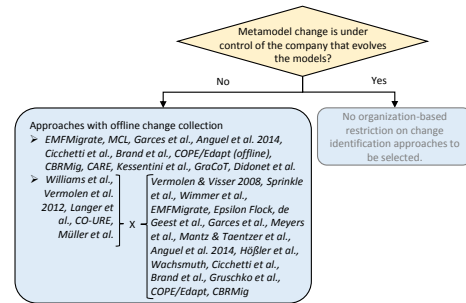 Metamodel change is under
control of the company that evolves
the models?
No
Yes
Approaches with offline change collection
➢ EMFMigrate, MCL, Garces et al., Anguel et al. 2014,
Cicchetti et al., Brand et al., COPE/Edapt (offline),
CBRMig, CARE, Kessentini et al., GraCoT, Didonet et al.
➢ Williams et al.,
Vermolen et al.
2012, Langer et
al., CO-URE,
Müller et al.
x
Vermolen & Visser 2008, Sprinkle
et al., Wimmer et al.,
EMFMigrate, Epsilon Flock, de
Geest et al., Garces et al., Meyers
et al., Mantz & Taentzer et al.,
Anguel et al. 2014, Hößler et al.,
Wachsmuth, Cicchetti et al.,
Brand et al., Gruschko et al.,
COPE/Edapt, CBRMig
No organization-based
restriction on change
identification approaches to
be selected.